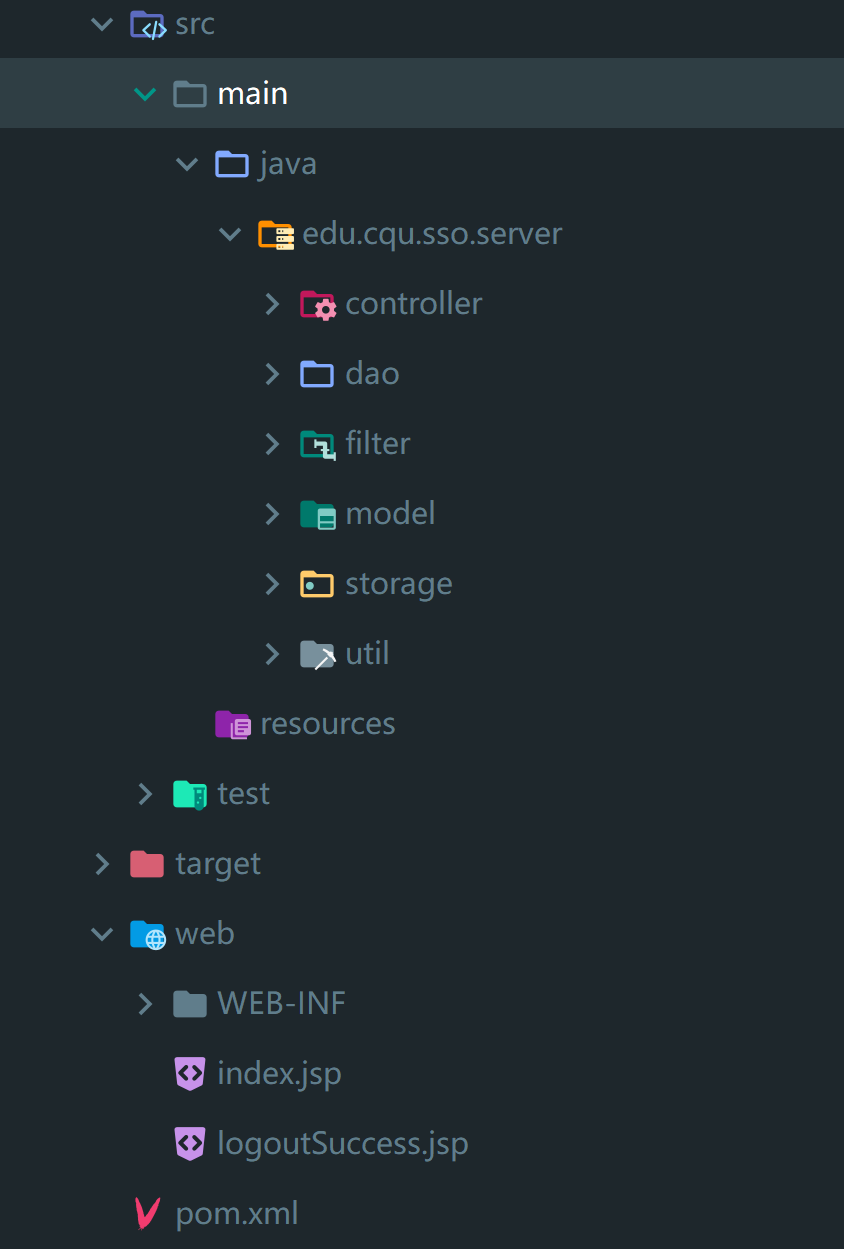 src
main
java
edu.cqu.sso.server
controller
dao
filter
model
storage
util
resources
test
target
web
WEB-INF
index.jsp
logoutSuccess.jsp
pom.xml